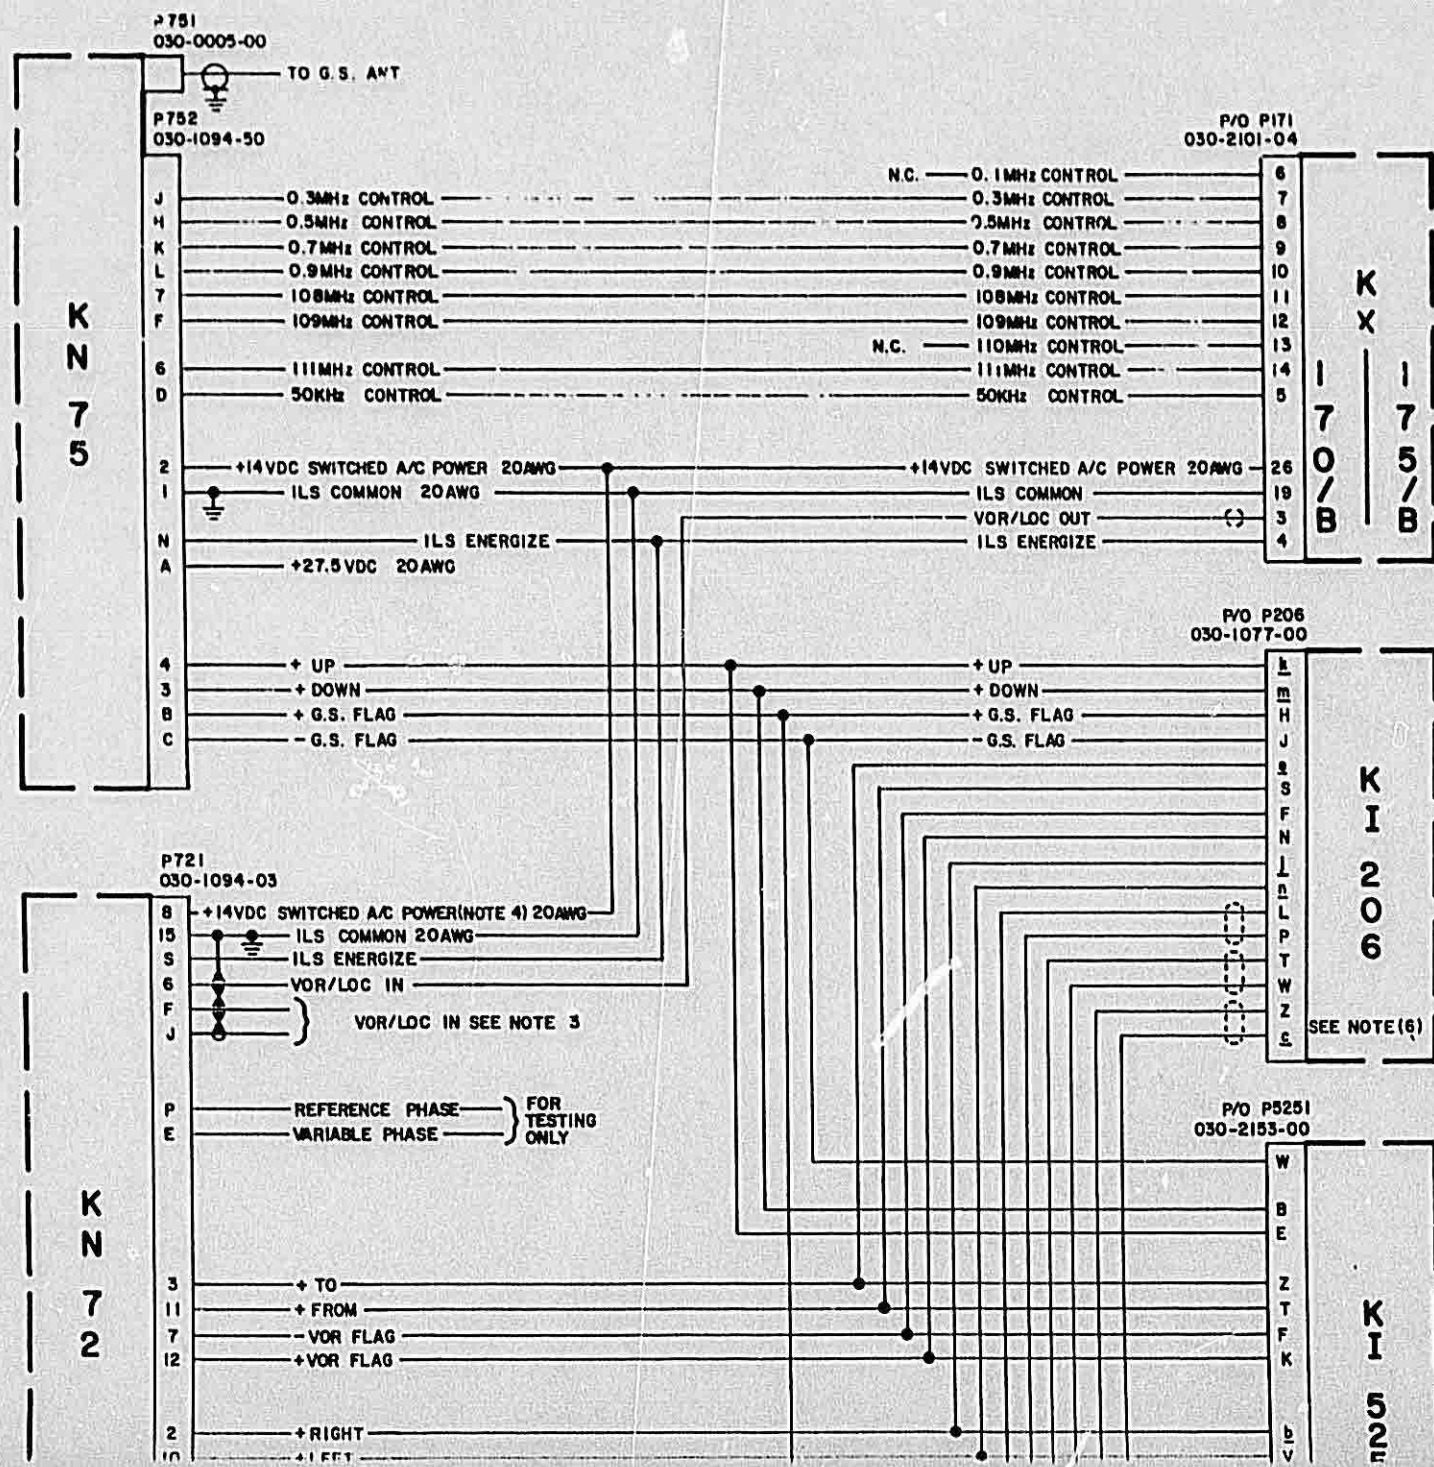 P751
030-0005-00
TO G.S. ANT
P752
030-1094-50
P/O P171
030-2101-04
N.C. 0.1MHz CONTROL 6
J 0.3MHz CONTROL 0.3MHz CONTROL 7
H 0.5MHz CONTROL 0.5MHz CONTROL 8
K 0.7MHz CONTROL 0.7MHz CONTROL 9
L 0.9MHz CONTROL 0.9MHz CONTROL 10
7 108MHz CONTROL 108MHz CONTROL 11
F 109MHz CONTROL 109MHz CONTROL 12
N.C. 110MHz CONTROL 13
6 111MHz CONTROL 111MHz CONTROL 14
D 50KHz CONTROL 50KHz CONTROL 5
KN 75
KX 170/B 175/B
2 +14VDC SWITCHED A/C POWER 20AWG +14VDC SWITCHED A/C POWER 20AWG 26
1 ILS COMMON 20AWG ILS COMMON 19
VOR/LOC OUT 3
N ILS ENERGIZE ILS ENERGIZE 4
A +27.5VDC 20AWG
P/O P206
030-1077-00
4 + UP + UP k
3 + DOWN + DOWN m
B + G.S. FLAG + G.S. FLAG H
C - G.S. FLAG - G.S. FLAG J
e
S
F
N
l
n
L
P
T
W
Z
c
KI 206
SEE NOTE(6)
P721
030-1094-03
8 +14VDC SWITCHED A/C POWER(NOTE 4) 20AWG
15 ILS COMMON 20AWG
S ILS ENERGIZE
6 VOR/LOC IN
F
J
VOR/LOC IN SEE NOTE 3
P REFERENCE PHASE
E VARIABLE PHASE
FOR
TESTING
ONLY
P/O P5251
030-2153-00
W
B
E
KN 72
3 + TO Z
11 + FROM T
7 - VOR FLAG F
12 +VOR FLAG K
2 +RIGHT b
10 +LEFT V
KI 525